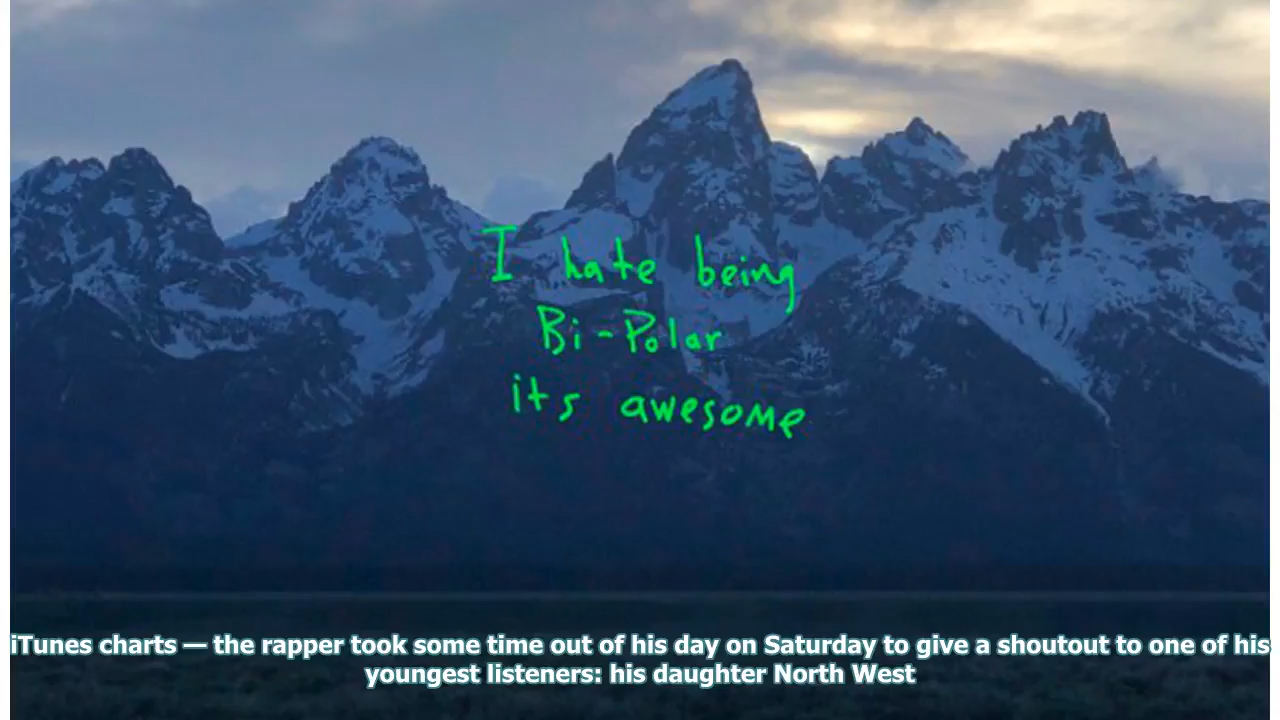 I hate being
Bi-Polar
its awesome
iTunes charts — the rapper took some time out of his day on Saturday to give a shoutout to one of his
youngest listeners: his daughter North West